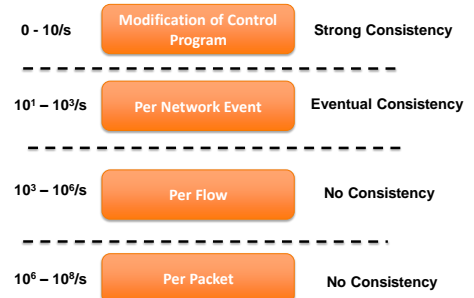 0 - 10/s
Modification of Control
Program
Strong Consistency
10¹ – 10³/s
Per Network Event
Eventual Consistency
10³ – 10⁶/s
Per Flow
No Consistency
10⁶ – 10⁸/s
Per Packet
No Consistency